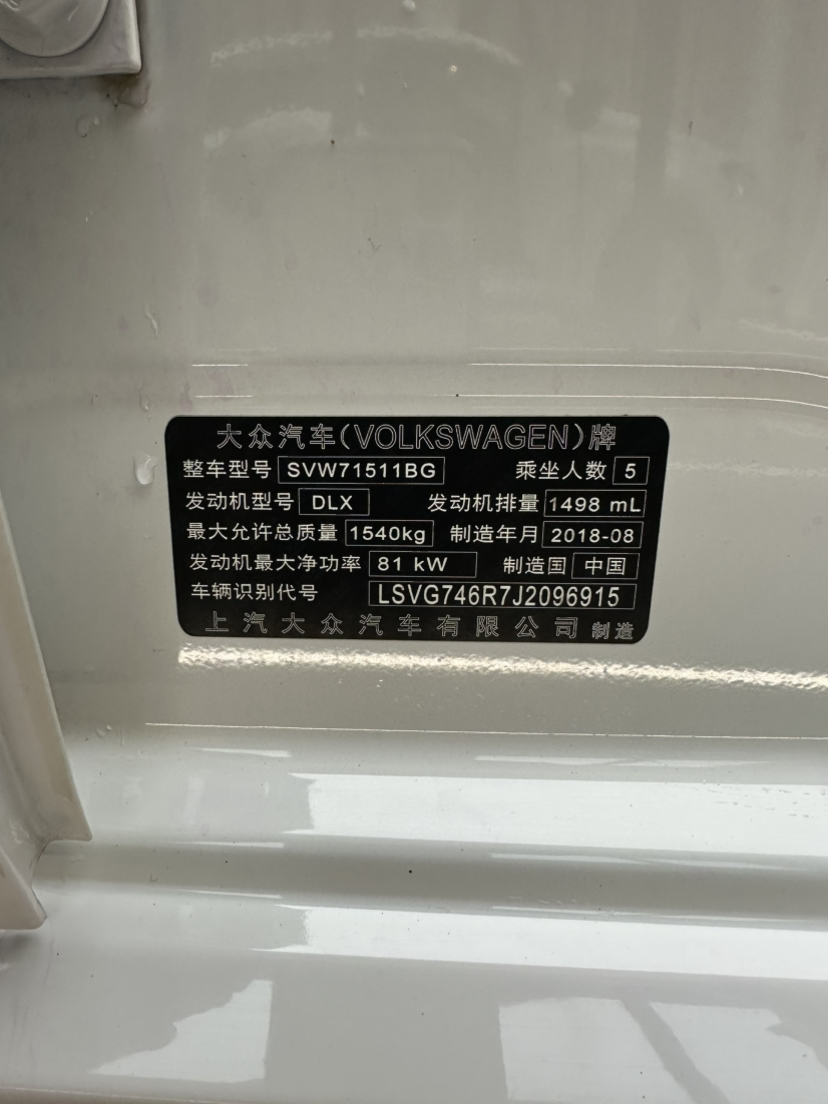 大众汽车(VOLKSWAGEN)牌
整车型号 SVW71511BG 乘坐人数 5
发动机型号 DLX 发动机排量 1498 mL
最大允许总质量 1540kg 制造年月 2018-08
发动机最大净功率 81 kW 制造国 中国
车辆识别代号 LSVG746R7J2096915
上汽大众汽车有限公司 制造